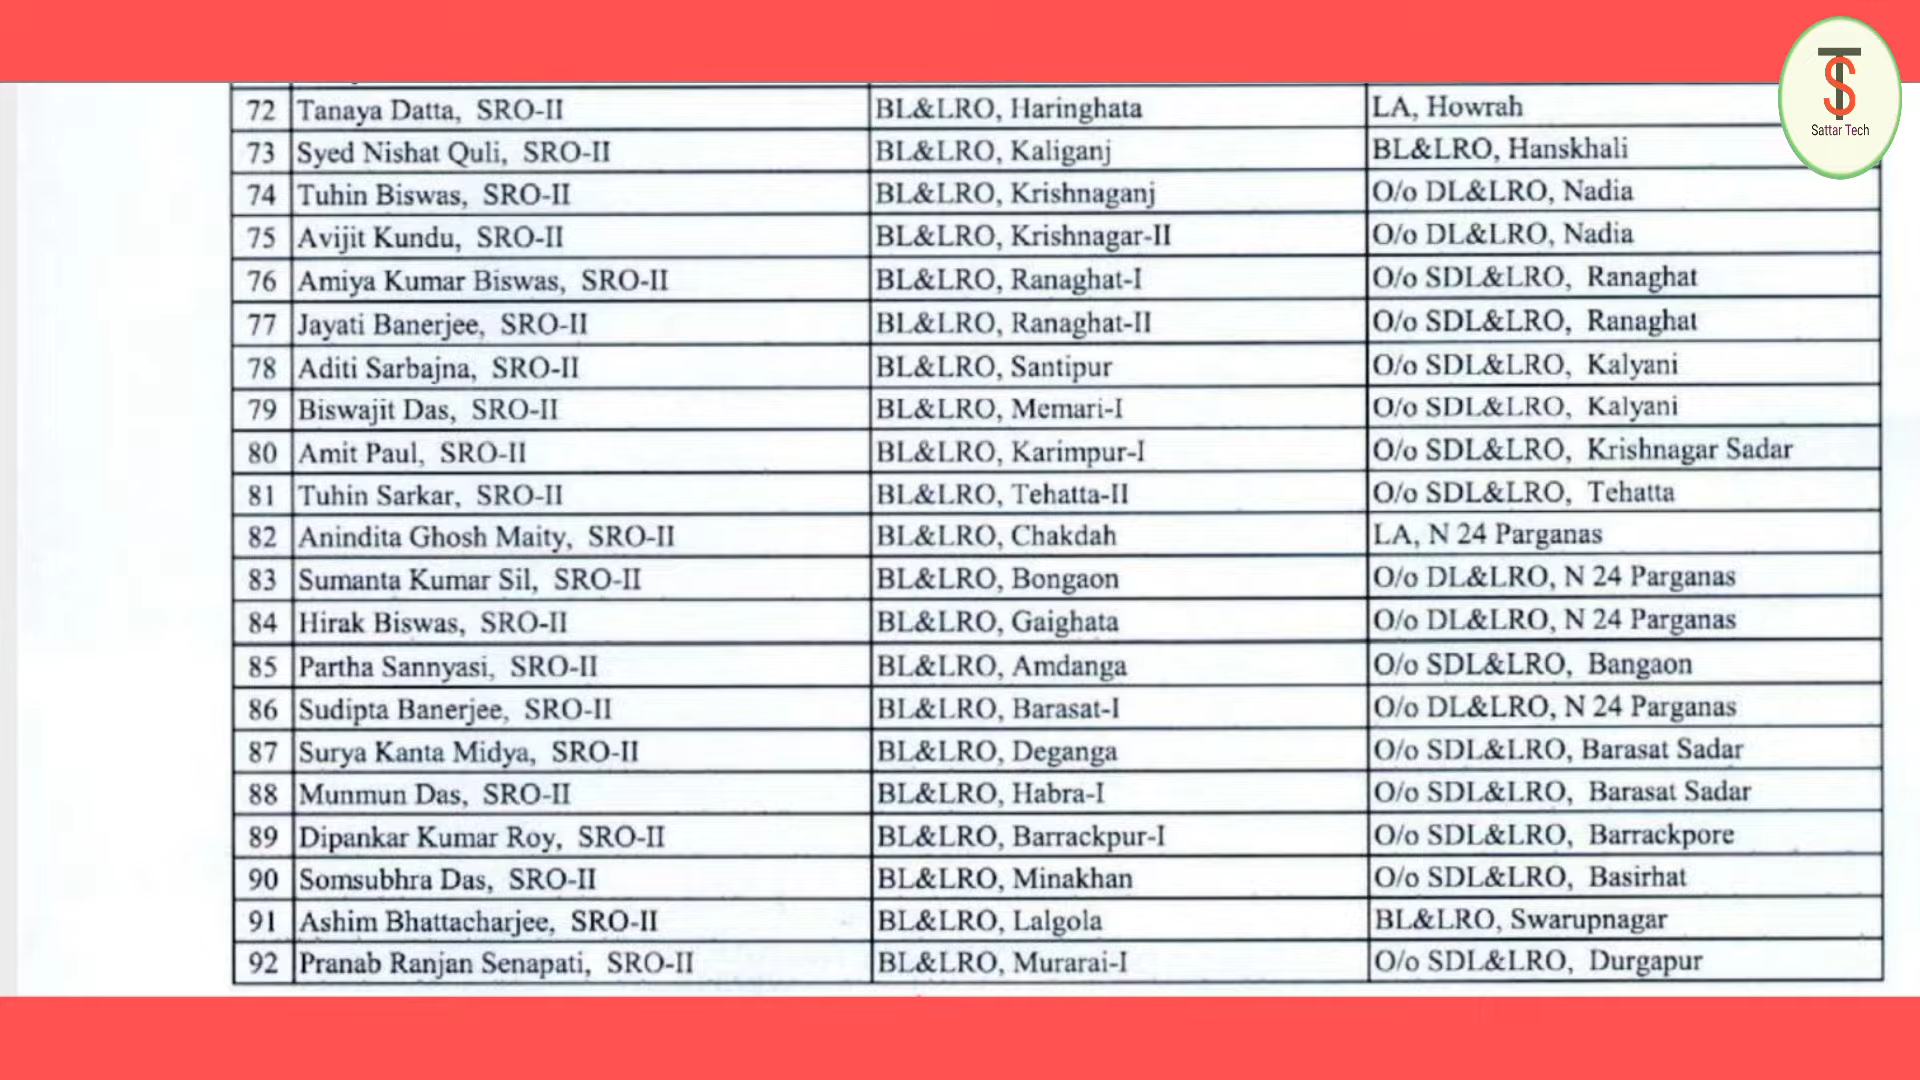 72 Tanaya Datta, SRO-II BL&LRO, Haringhata LA, Howrah
73 Syed Nishat Quli, SRO-II BL&LRO, Kaliganj BL&LRO, Hanskhali
74 Tuhin Biswas, SRO-II BL&LRO, Krishnaganj O/o DL&LRO, Nadia
75 Avijit Kundu, SRO-II BL&LRO, Krishnagar-II O/o DL&LRO, Nadia
76 Amiya Kumar Biswas, SRO-II BL&LRO, Ranaghat-I O/o SDL&LRO, Ranaghat
77 Jayati Banerjee, SRO-II BL&LRO, Ranaghat-II O/o SDL&LRO, Ranaghat
78 Aditi Sarbajna, SRO-II BL&LRO, Santipur O/o SDL&LRO, Kalyani
79 Biswajit Das, SRO-II BL&LRO, Memari-I O/o SDL&LRO, Kalyani
80 Amit Paul, SRO-II BL&LRO, Karimpur-I O/o SDL&LRO, Krishnagar Sadar
81 Tuhin Sarkar, SRO-II BL&LRO, Tehatta-II O/o SDL&LRO, Tehatta
82 Anindita Ghosh Maity, SRO-II BL&LRO, Chakdah LA, N 24 Parganas
83 Sumanta Kumar Sil, SRO-II BL&LRO, Bongaon O/o DL&LRO, N 24 Parganas
84 Hirak Biswas, SRO-II BL&LRO, Gaighata O/o DL&LRO, N 24 Parganas
85 Partha Sannyasi, SRO-II BL&LRO, Amdanga O/o SDL&LRO, Bangaon
86 Sudipta Banerjee, SRO-II BL&LRO, Barasat-I O/o DL&LRO, N 24 Parganas
87 Surya Kanta Midya, SRO-II BL&LRO, Deganga O/o SDL&LRO, Barasat Sadar
88 Munmun Das, SRO-II BL&LRO, Habra-I O/o SDL&LRO, Barasat Sadar
89 Dipankar Kumar Roy, SRO-II BL&LRO, Barrackpur-I O/o SDL&LRO, Barrackpore
90 Somsubhra Das, SRO-II BL&LRO, Minakhan O/o SDL&LRO, Basirhat
91 Ashim Bhattacharjee, SRO-II BL&LRO, Lalgola BL&LRO, Swarupnagar
92 Pranab Ranjan Senapati, SRO-II BL&LRO, Murarai-I O/o SDL&LRO, Durgapur
TS
Sattar Tech